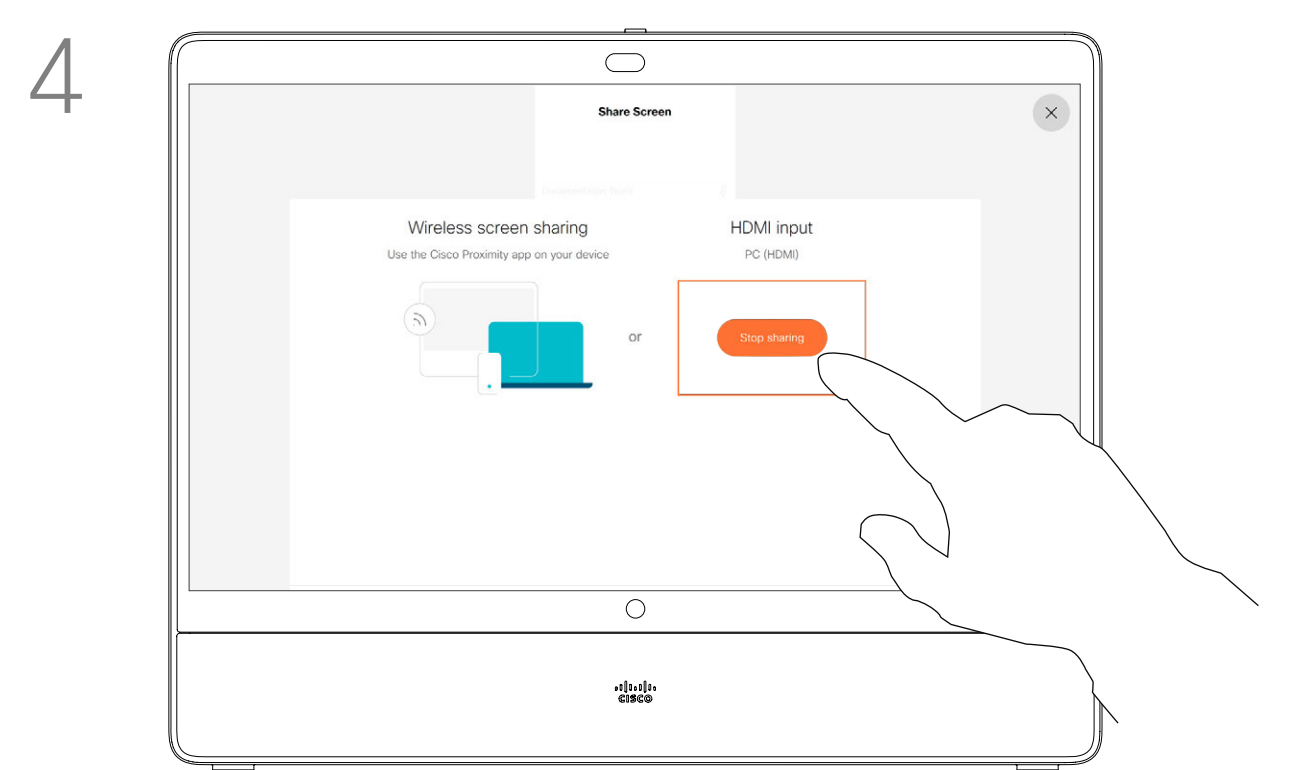 4
Share Screen
Wireless screen sharing
Use the Cisco Proximity app on your device
HDMI input
PC (HDMI)
or
Stop sharing
CISCO